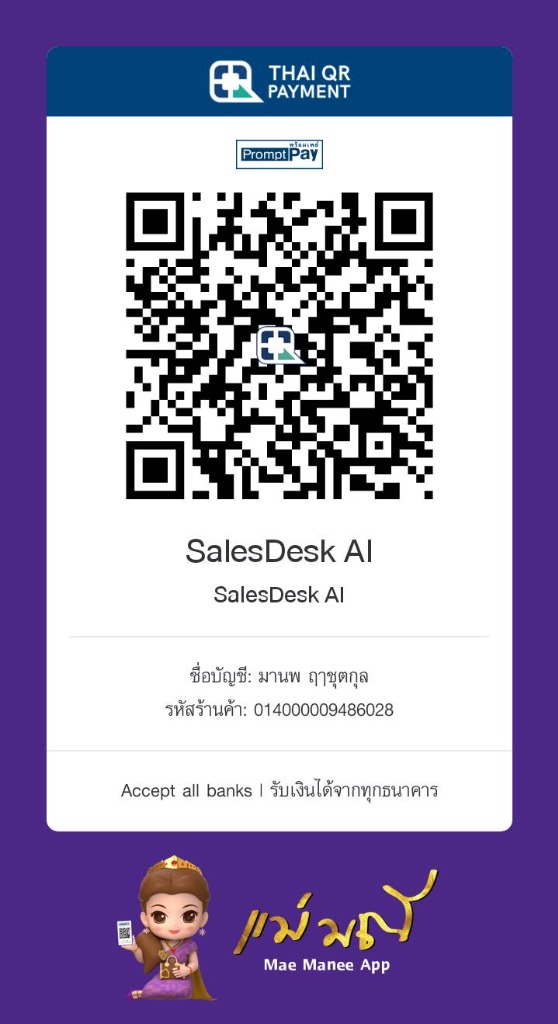 THAI QR
PAYMENT
พร้อมเพย์
PromptPay
SalesDesk AI
SalesDesk AI
ชื่อบัญชี: มานพ ฤๅชุตกุล
รหัสร้านค้า: 014000009486028
Accept all banks | รับเงินได้จากทุกธนาคาร
แม่มณี
Mae Manee App